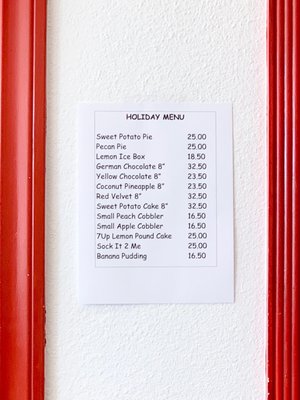 HOLIDAY MENU
Sweet Potato Pie 25.00
Pecan Pie 25.00
Lemon Ice Box 18.50
German Chocolate 8" 32.50
Yellow Chocolate 8" 23.50
Coconut Pineapple 8" 23.50
Red Velvet 8" 32.50
Sweet Potato Cake 8" 32.50
Small Peach Cobbler 16.50
Small Apple Cobbler 16.50
7Up Lemon Pound Cake 25.00
Sock It 2 Me 25.00
Banana Pudding 16.50